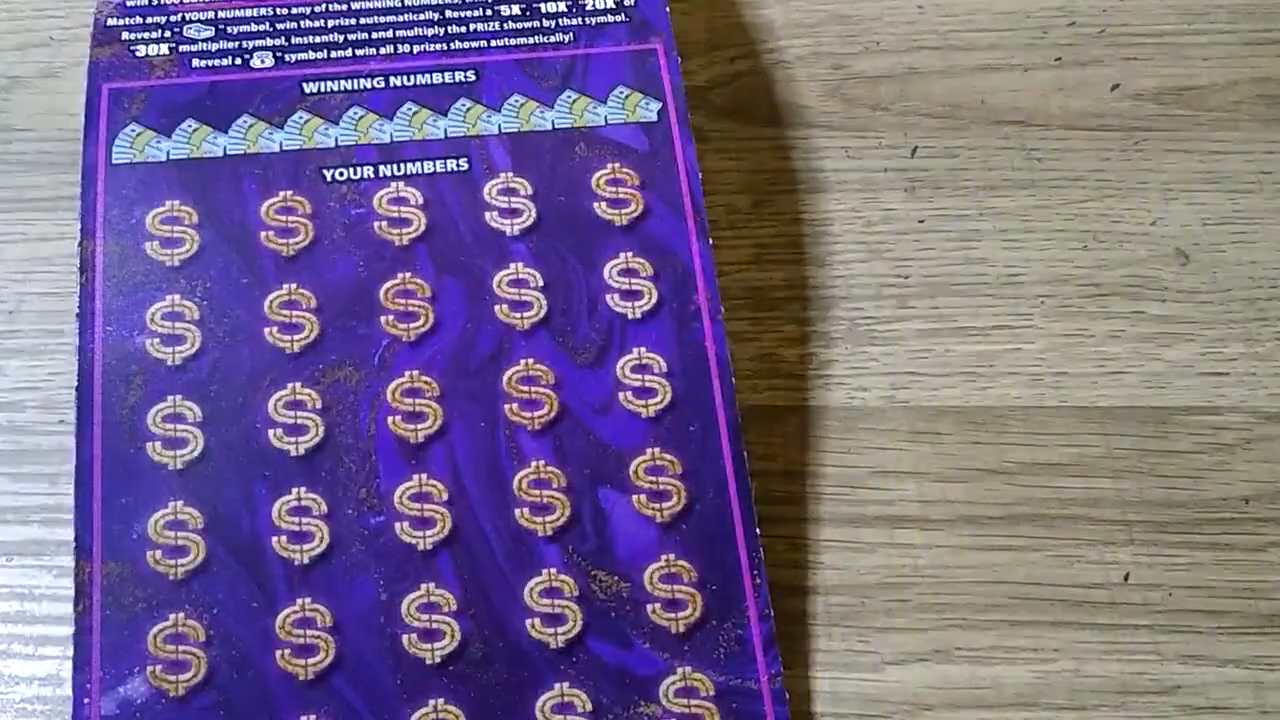 Match any of YOUR NUMBERS to any of the WINNING NUMBERS,
Reveal a " " symbol, win that prize automatically. Reveal a "5X", "10X", "20X" or
"30X" multiplier symbol, instantly win and multiply the PRIZE shown by that symbol.
Reveal a " " symbol and win all 30 prizes shown automatically!
WINNING NUMBERS
YOUR NUMBERS
$ $ $ $ $
$ $ $ $ $
$ $ $ $ $
$ $ $ $ $
$ $ $ $ $
$ $ $ $